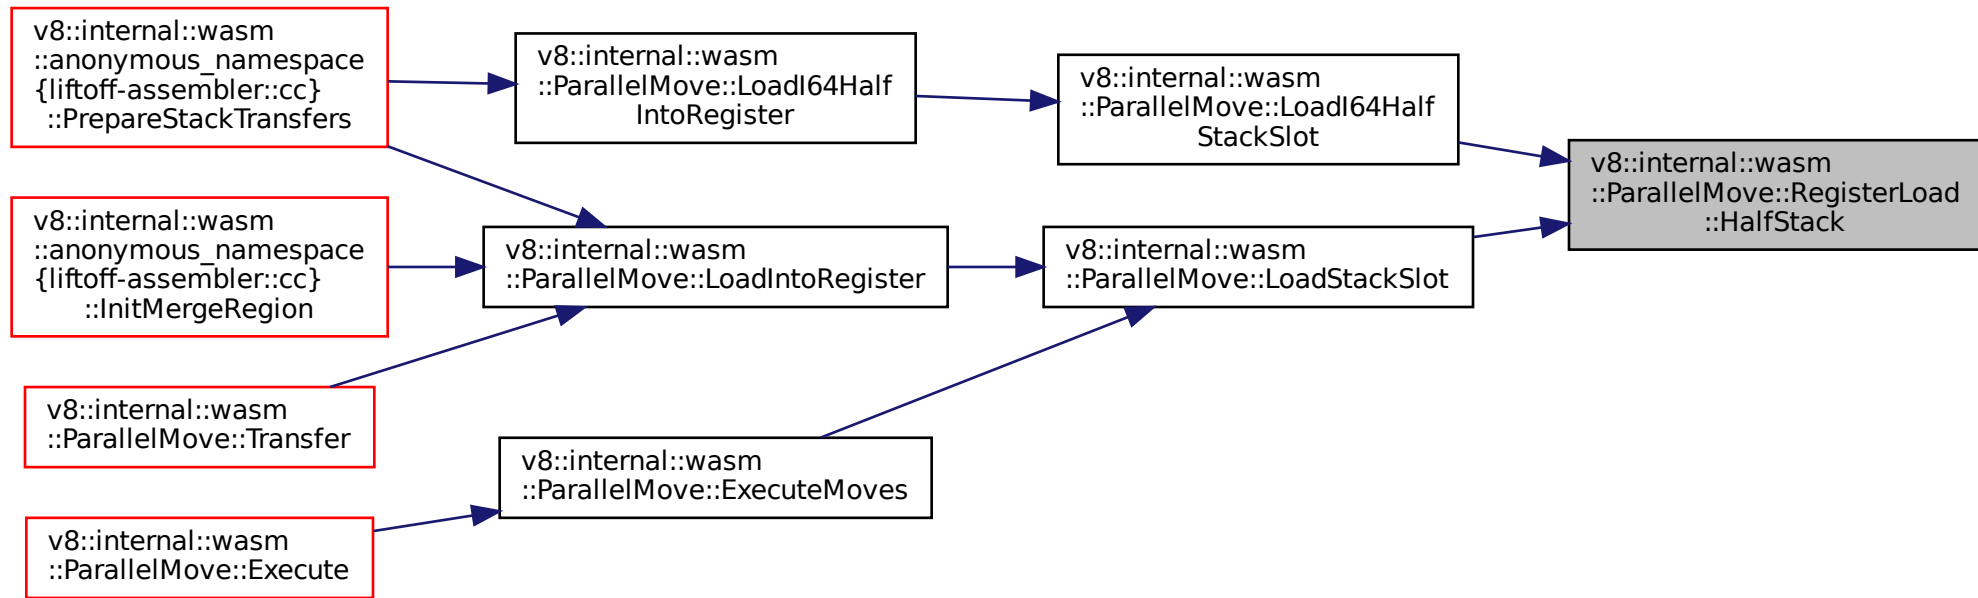 v8::internal::wasm
::anonymous_namespace
{liftoff-assembler::cc}
::PrepareStackTransfers
v8::internal::wasm
::ParallelMove::LoadI64Half
IntoRegister
v8::internal::wasm
::ParallelMove::LoadI64Half
StackSlot
v8::internal::wasm
::ParallelMove::RegisterLoad
::HalfStack
v8::internal::wasm
::anonymous_namespace
{liftoff-assembler::cc}
::InitMergeRegion
v8::internal::wasm
::ParallelMove::LoadIntoRegister
v8::internal::wasm
::ParallelMove::LoadStackSlot
v8::internal::wasm
::ParallelMove::Transfer
v8::internal::wasm
::ParallelMove::ExecuteMoves
v8::internal::wasm
::ParallelMove::Execute